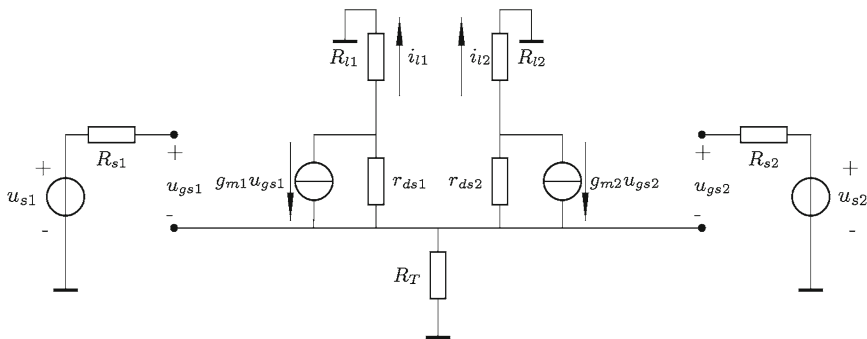 R_{l1} i_{l1} i_{l2} R_{l2}
+ R_{s1} + g_{m1}u_{gs1} r_{ds1} r_{ds2} g_{m2}u_{gs2} + R_{s2} +
u_{s1} u_{gs1} u_{gs2} u_{s2}
- - - -
R_T